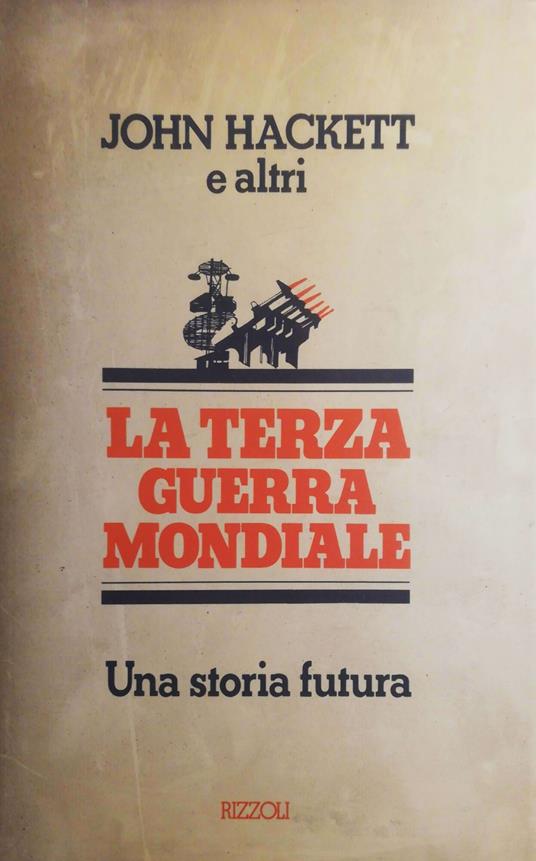 JOHN HACKETT
e altri
LA TERZA
GUERRA
MONDIALE
Una storia futura
RIZZOLI